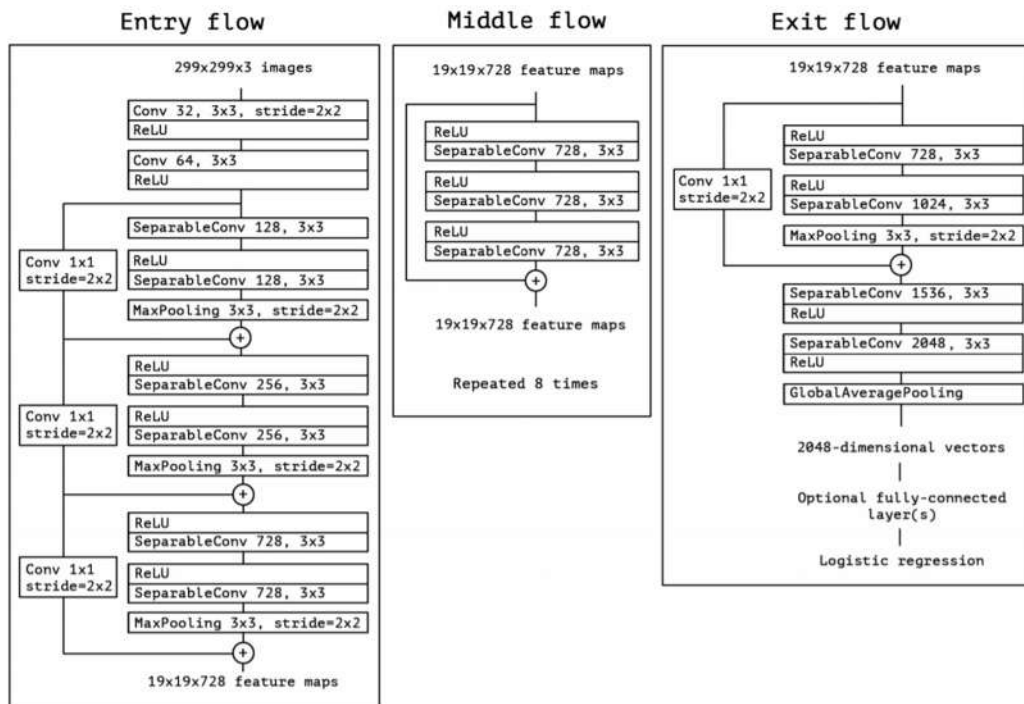 Entry flow
299x299x3 images
Conv 32, 3x3, stride=2x2
ReLU
Conv 64, 3x3
ReLU
SeparableConv 128, 3x3
Conv 1x1
stride=2x2
ReLU
SeparableConv 128, 3x3
MaxPooling 3x3, stride=2x2
+
ReLU
SeparableConv 256, 3x3
Conv 1x1
stride=2x2
ReLU
SeparableConv 256, 3x3
MaxPooling 3x3, stride=2x2
+
ReLU
SeparableConv 728, 3x3
Conv 1x1
stride=2x2
ReLU
SeparableConv 728, 3x3
MaxPooling 3x3, stride=2x2
+
19x19x728 feature maps
Middle flow
19x19x728 feature maps
ReLU
SeparableConv 728, 3x3
ReLU
SeparableConv 728, 3x3
ReLU
SeparableConv 728, 3x3
+
19x19x728 feature maps
Repeated 8 times
Exit flow
19x19x728 feature maps
ReLU
SeparableConv 728, 3x3
Conv 1x1
stride=2x2
ReLU
SeparableConv 1024, 3x3
MaxPooling 3x3, stride=2x2
+
SeparableConv 1536, 3x3
ReLU
SeparableConv 2048, 3x3
ReLU
GlobalAveragePooling
2048-dimensional vectors
Optional fully-connected
layer(s)
Logistic regression